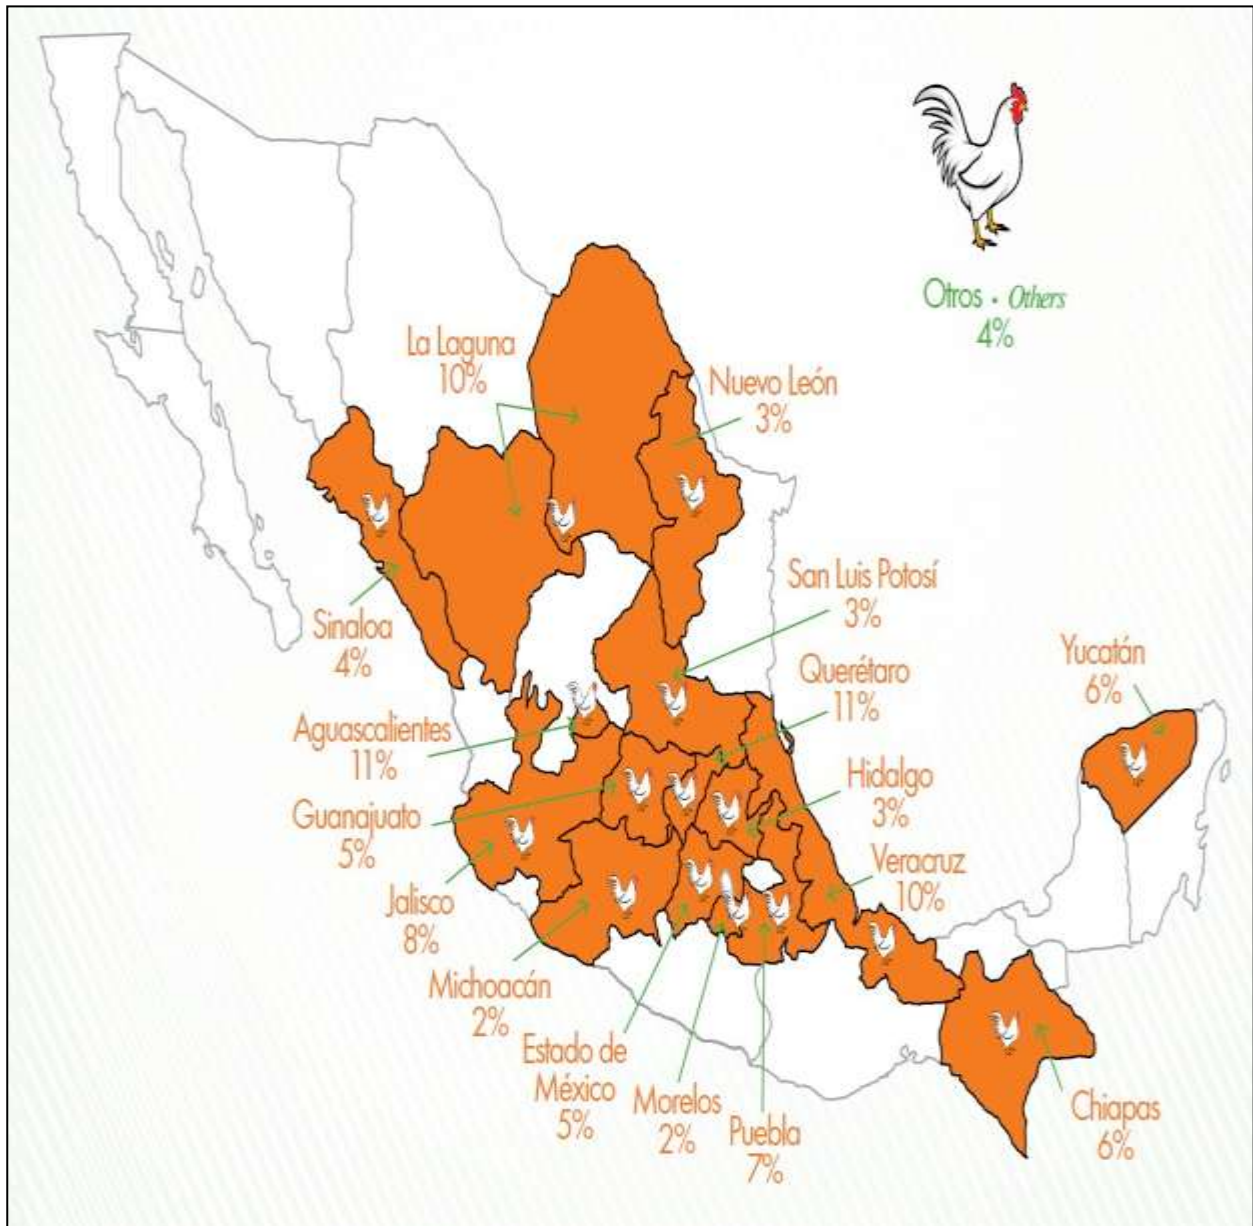 Otros • Others
4%
La Laguna
10%
Nuevo León
3%
San Luis Potosí
3%
Sinaloa
4%
Querétaro
11%
Yucatán
6%
Aguascalientes
11%
Hidalgo
3%
Guanajuato
5%
Veracruz
10%
Jalisco
8%
Michoacán
2%
Estado de
México
5%
Morelos
2%
Puebla
7%
Chiapas
6%